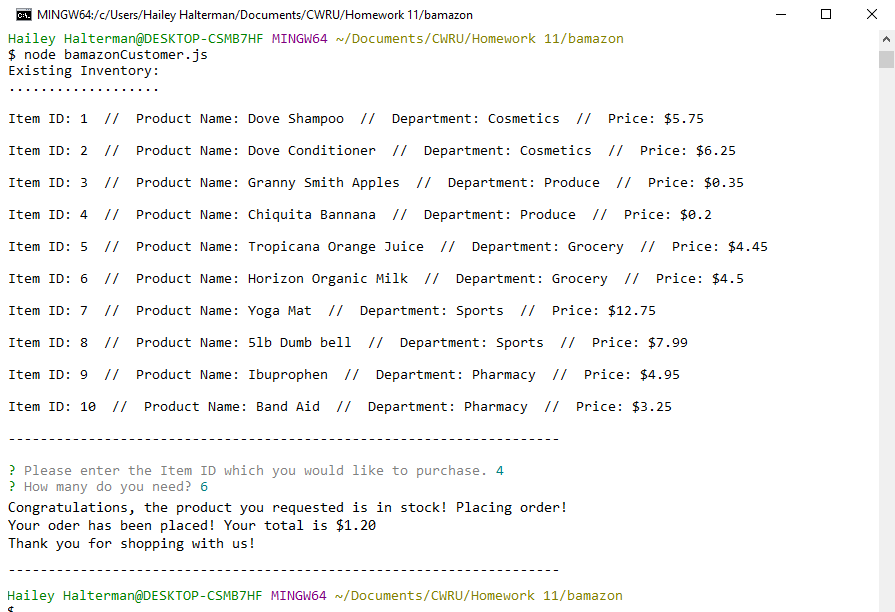 MINGW64:/c/Users/Hailey Halterman/Documents/CWRU/Homework 11/bamazon
Hailey Halterman@DESKTOP-CSMB7HF MINGW64 ~/Documents/CWRU/Homework 11/bamazon
$ node bamazonCustomer.js
Existing Inventory:
...................
Item ID: 1  //  Product Name: Dove Shampoo  //  Department: Cosmetics  //  Price: $5.75
Item ID: 2  //  Product Name: Dove Conditioner  //  Department: Cosmetics  //  Price: $6.25
Item ID: 3  //  Product Name: Granny Smith Apples  //  Department: Produce  //  Price: $0.35
Item ID: 4  //  Product Name: Chiquita Bannana  //  Department: Produce  //  Price: $0.2
Item ID: 5  //  Product Name: Tropicana Orange Juice  //  Department: Grocery  //  Price: $4.45
Item ID: 6  //  Product Name: Horizon Organic Milk  //  Department: Grocery  //  Price: $4.5
Item ID: 7  //  Product Name: Yoga Mat  //  Department: Sports  //  Price: $12.75
Item ID: 8  //  Product Name: 5lb Dumb bell  //  Department: Sports  //  Price: $7.99
Item ID: 9  //  Product Name: Ibuprophen  //  Department: Pharmacy  //  Price: $4.95
Item ID: 10  //  Product Name: Band Aid  //  Department: Pharmacy  //  Price: $3.25
---------------------------------------------------------------------
? Please enter the Item ID which you would like to purchase. 4
? How many do you need? 6
Congratulations, the product you requested is in stock! Placing order!
Your oder has been placed! Your total is $1.20
Thank you for shopping with us!
---------------------------------------------------------------------
Hailey Halterman@DESKTOP-CSMB7HF MINGW64 ~/Documents/CWRU/Homework 11/bamazon
$